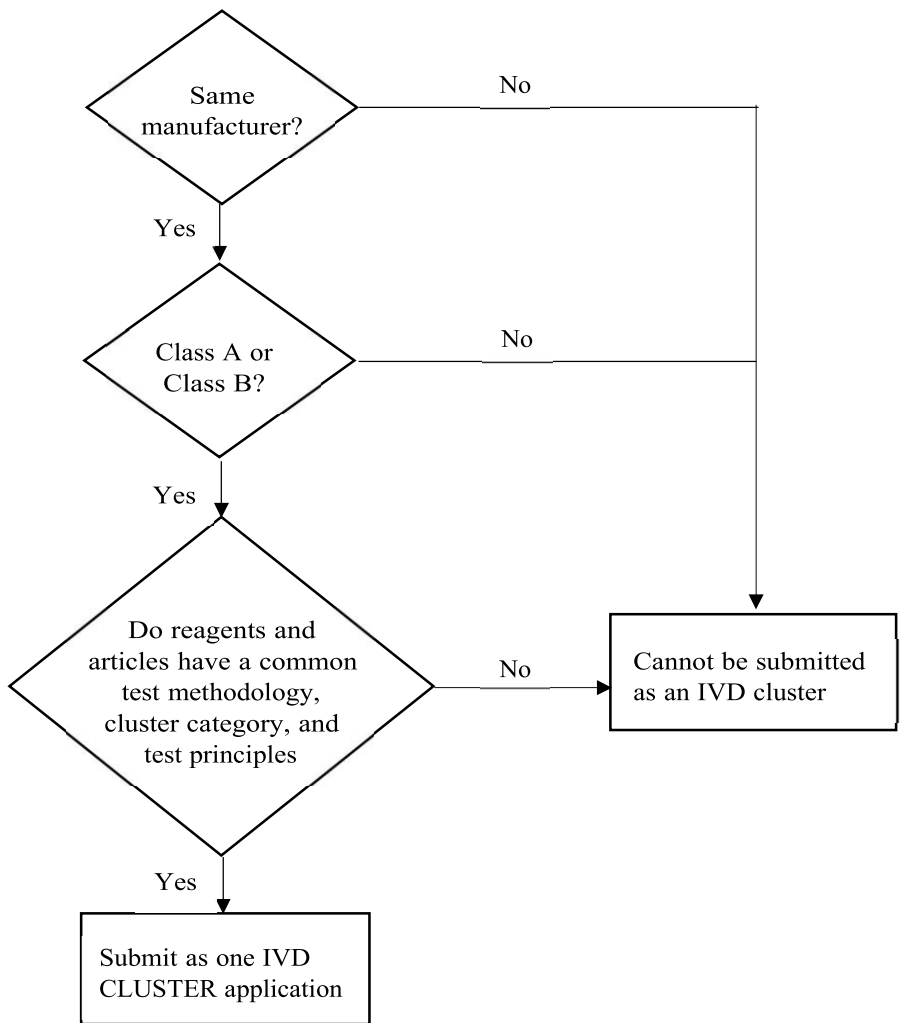 Same
manufacturer?
No
Yes
Class A or
Class B?
No
Yes
Do reagents and
articles have a common
test methodology,
cluster category, and
test principles
No
Cannot be submitted
as an IVD cluster
Yes
Submit as one IVD
CLUSTER application